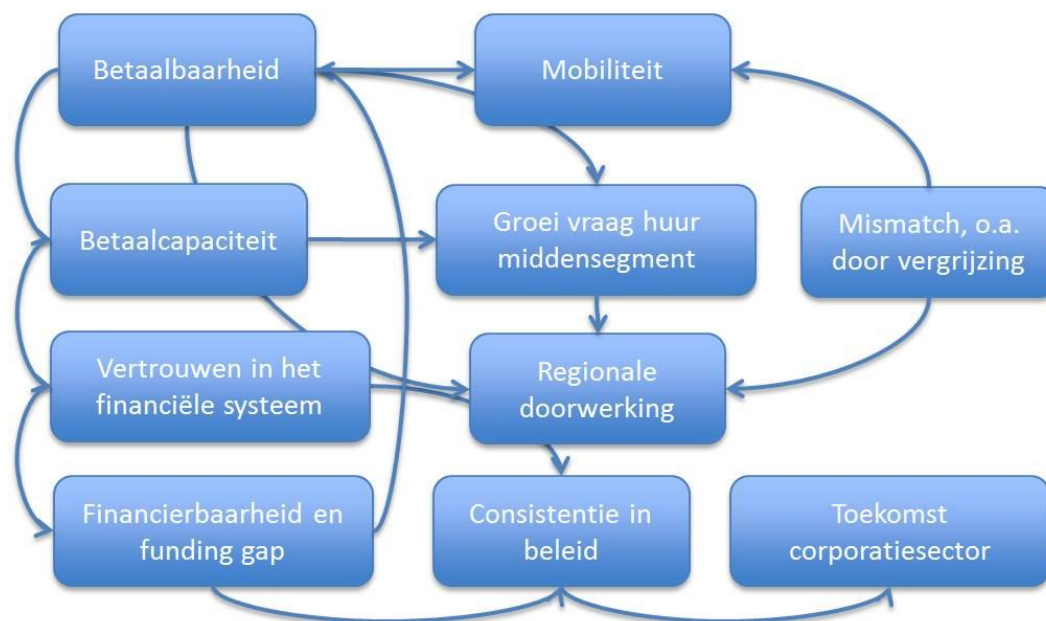 Betaalbaarheid
Mobiliteit
Betaalcapaciteit
Groei vraag huur
middensegment
Mismatch, o.a.
door vergrijzing
Vertrouwen in het
financiële systeem
Regionale
doorwerking
Financierbaarheid en
funding gap
Consistentie in
beleid
Toekomst
corporatiesector